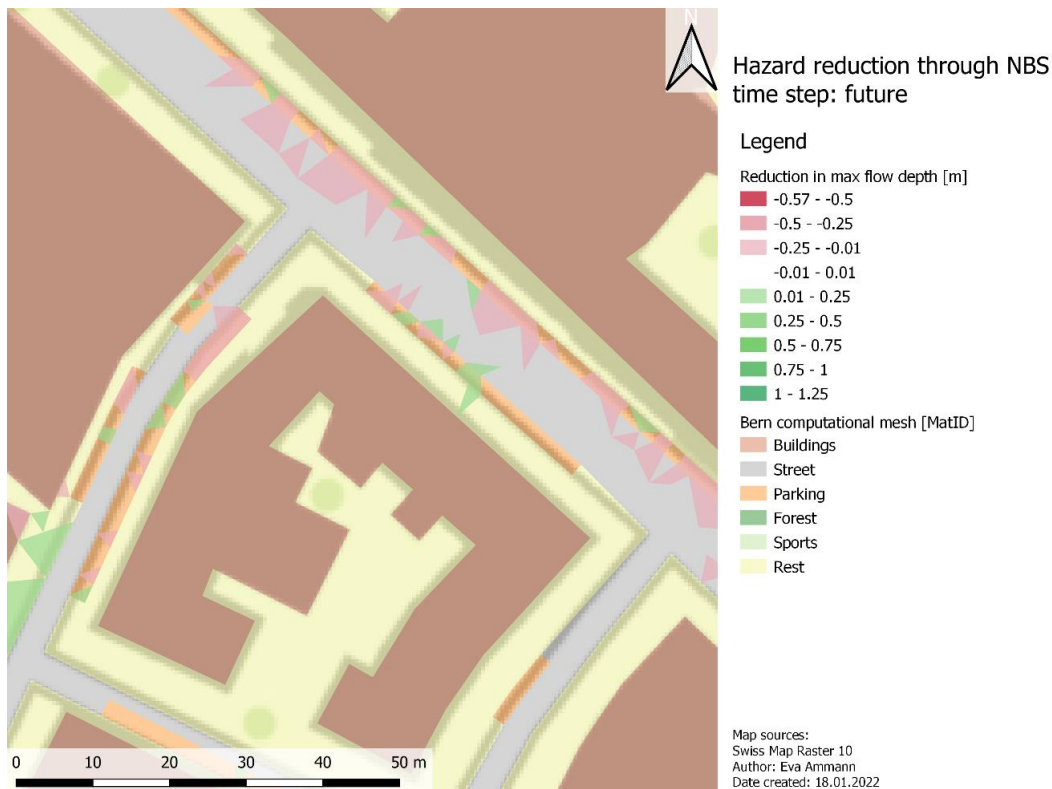 N
Hazard reduction through NBS
time step: future
Legend
Reduction in max flow depth [m]
-0.57 - -0.5
-0.5 - -0.25
-0.25 - -0.01
-0.01 - 0.01
0.01 - 0.25
0.25 - 0.5
0.5 - 0.75
0.75 - 1
1 - 1.25
Bern computational mesh [MatID]
Buildings
Street
Parking
Forest
Sports
Rest
0 10 20 30 40 50 m
Map sources:
Swiss Map Raster 10
Author: Eva Ammann
Date created: 18.01.2022